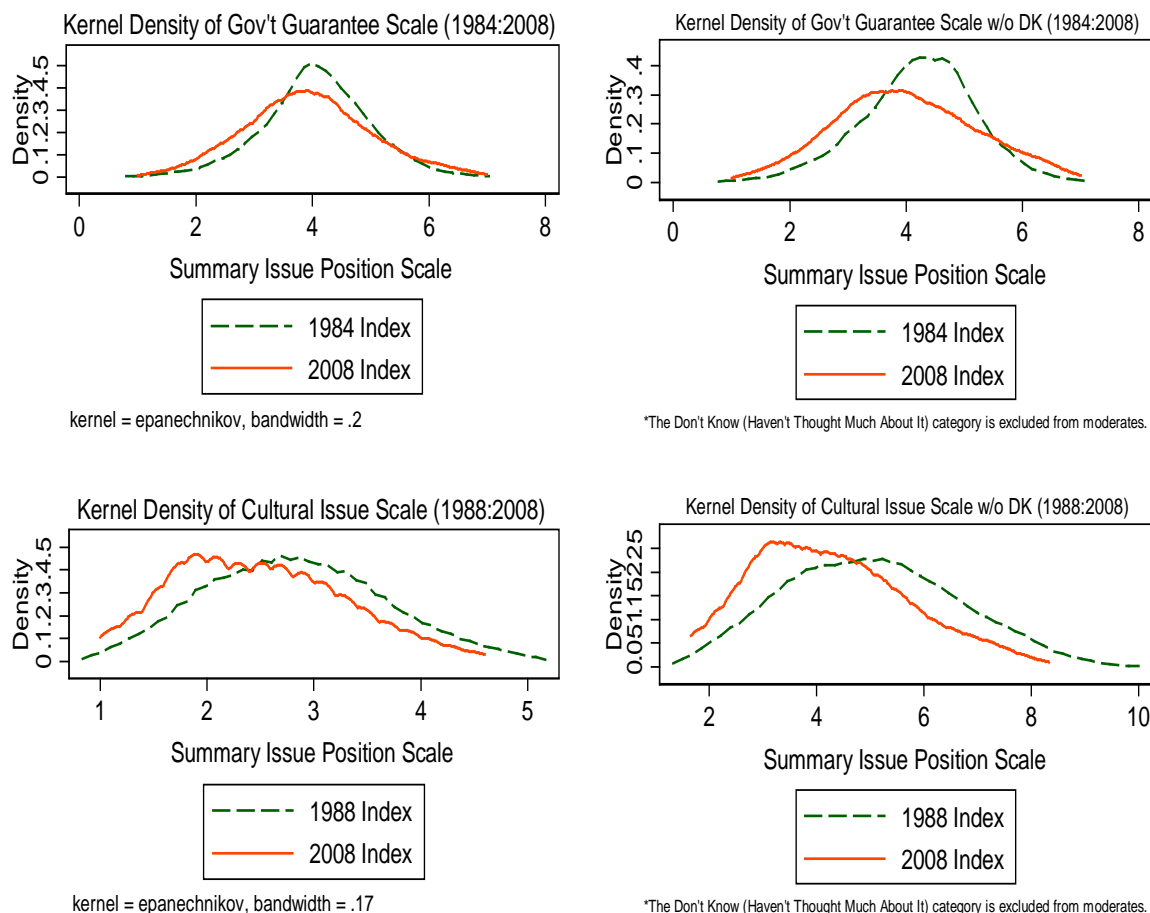 Kernel Density of Gov't Guarantee Scale (1984:2008)
Density
0 .1.2.3.4.5
0 2 4 6 8
Summary Issue Position Scale
1984 Index
2008 Index
kernel = epanechnikov, bandwidth = .2
Kernel Density of Gov't Guarantee Scale w/o DK (1984:2008)
Density
0 .1 .2 .3 .4
0 2 4 6 8
Summary Issue Position Scale
1984 Index
2008 Index
*The Don't Know (Haven't Thought Much About It) category is excluded from moderates.
Kernel Density of Cultural Issue Scale (1988:2008)
Density
0 .1.2.3.4.5
1 2 3 4 5
Summary Issue Position Scale
1988 Index
2008 Index
kernel = epanechnikov, bandwidth = .17
Kernel Density of Cultural Issue Scale w/o DK (1988:2008)
Density
0.051.152.25
2 4 6 8 10
Summary Issue Position Scale
1988 Index
2008 Index
*The Don't Know (Haven't Thought Much About It) category is excluded from moderates.